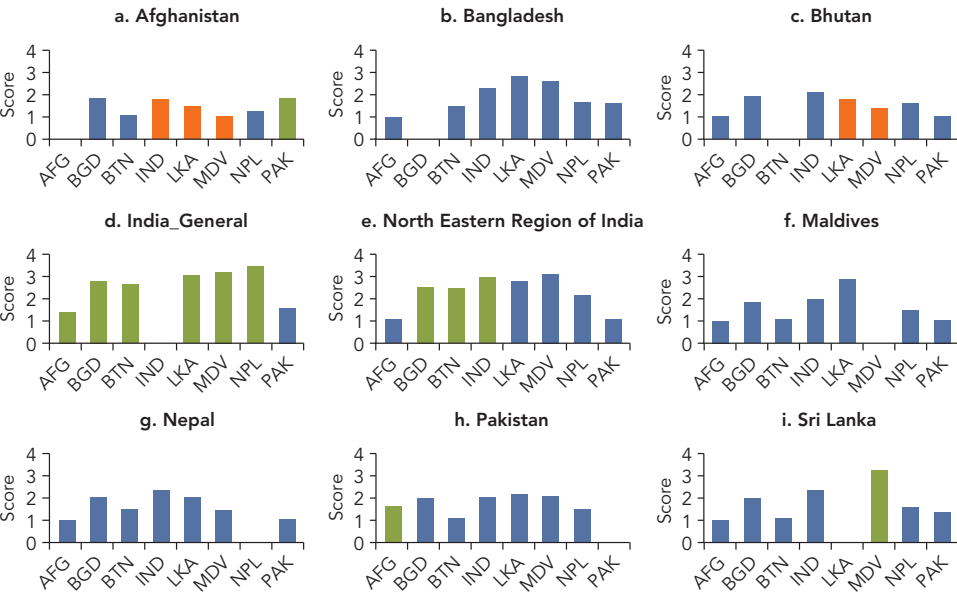 a. Afghanistan
Score
4
3
2
1
0
AFG BGD BTN IND LKA MDV NPL PAK
b. Bangladesh
Score
4
3
2
1
0
AFG BGD BTN IND LKA MDV NPL PAK
c. Bhutan
Score
4
3
2
1
0
AFG BGD BTN IND LKA MDV NPL PAK
d. India_General
Score
4
3
2
1
0
AFG BGD BTN IND LKA MDV NPL PAK
e. North Eastern Region of India
Score
4
3
2
1
0
AFG BGD BTN IND LKA MDV NPL PAK
f. Maldives
Score
4
3
2
1
0
AFG BGD BTN IND LKA MDV NPL PAK
g. Nepal
Score
4
3
2
1
0
AFG BGD BTN IND LKA MDV NPL PAK
h. Pakistan
Score
4
3
2
1
0
AFG BGD BTN IND LKA MDV NPL PAK
i. Sri Lanka
Score
4
3
2
1
0
AFG BGD BTN IND LKA MDV NPL PAK